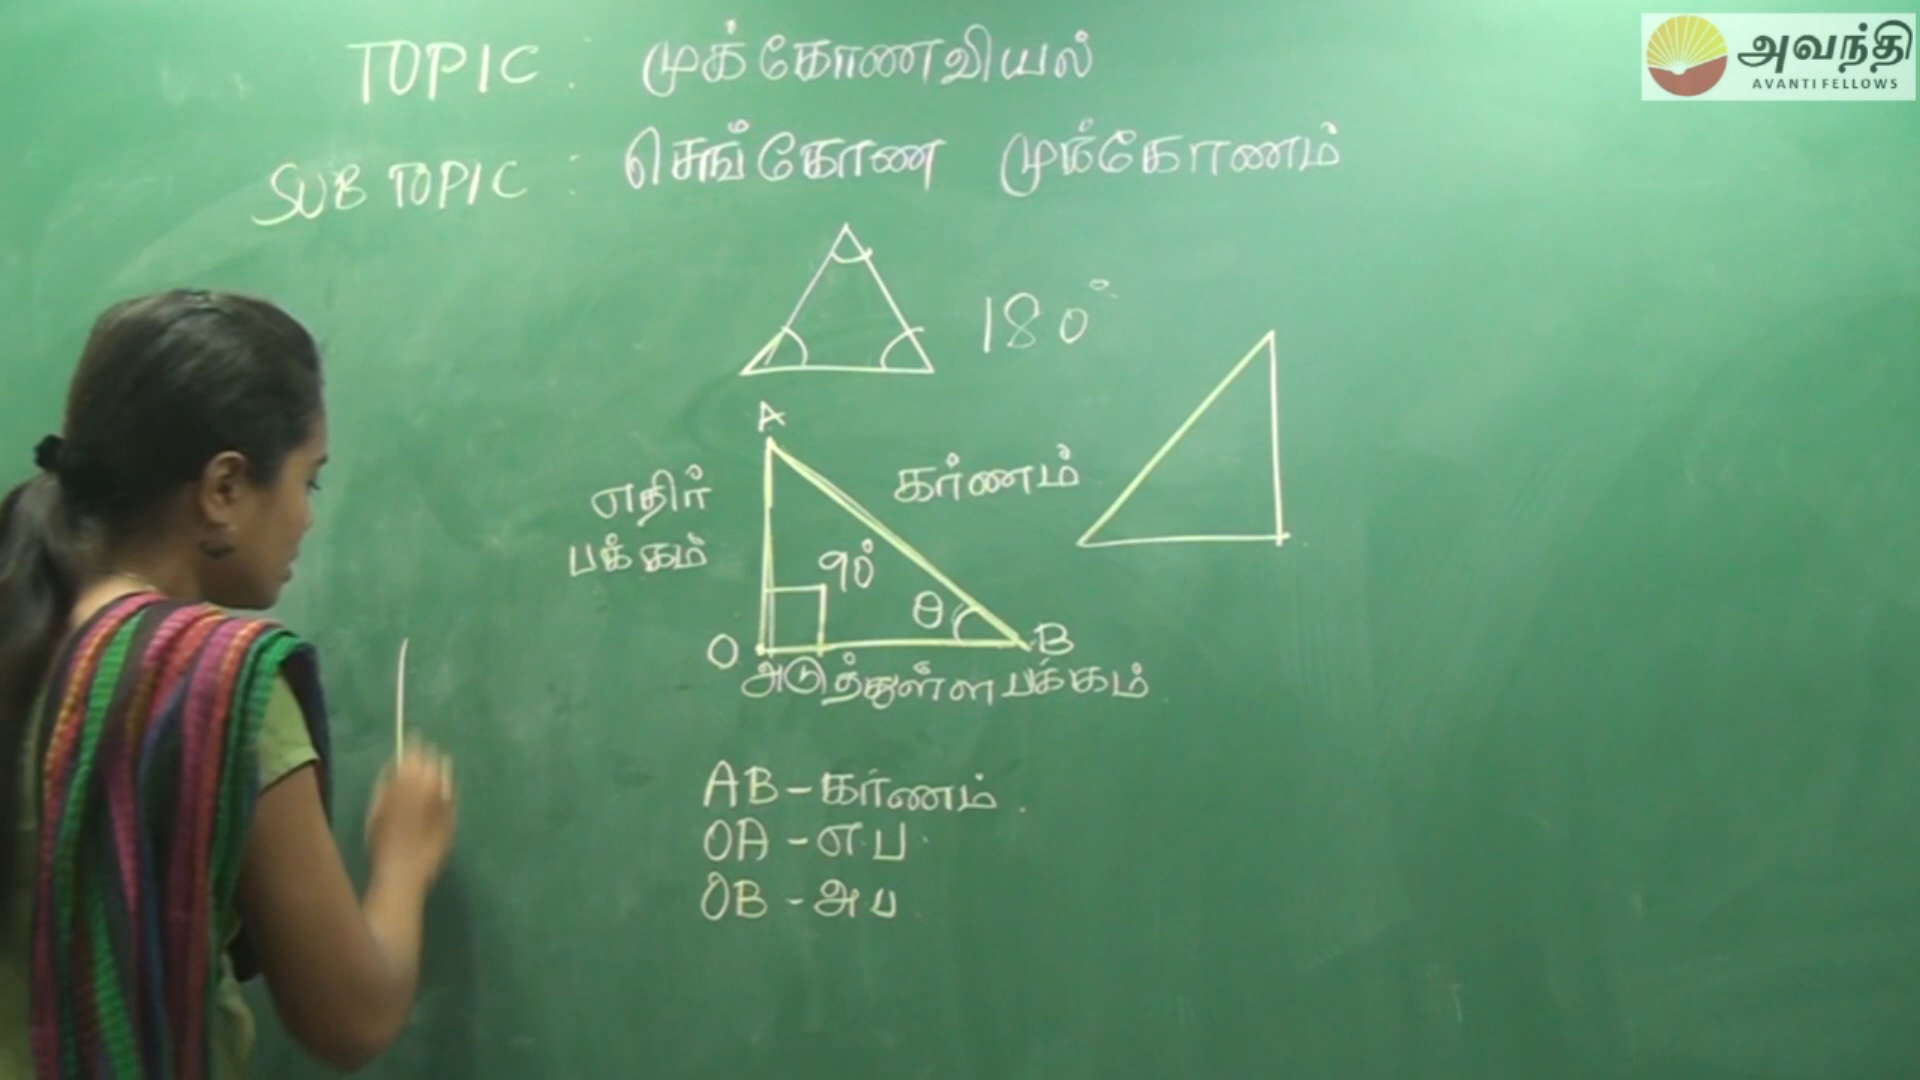 அவந்தி
AVANTI FELLOWS
TOPIC : முக்கோணவியல்
SUB TOPIC : செங்கோண முக்கோணம்
180°
A
எதிர்
பக்கம்
கர்ணம்
90°
θ
O
B
அடுத்துள்ள பக்கம்
AB - கர்ணம்.
OA - எ.ப.
OB - அ ப